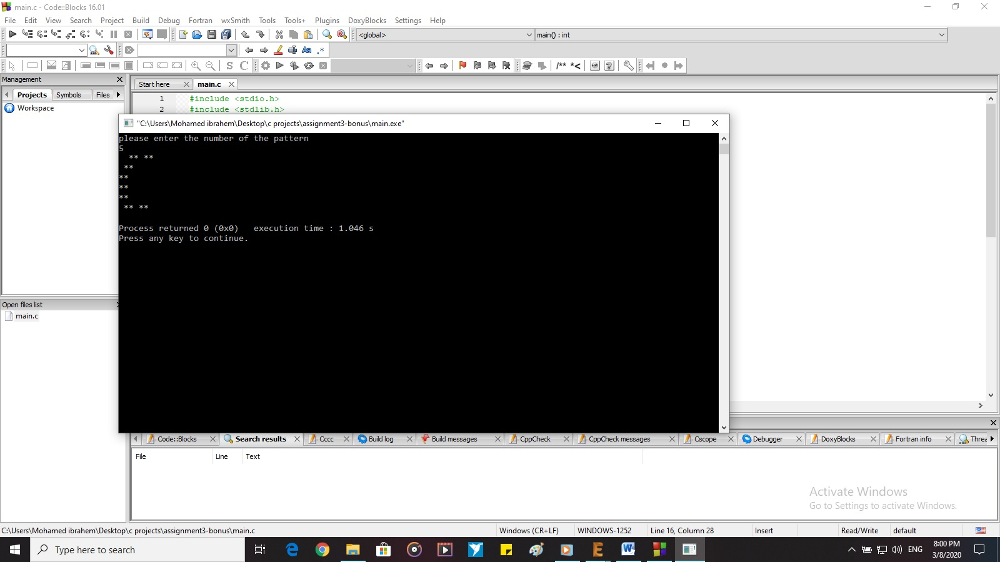 main.c - Code::Blocks 16.01
File Edit View Search Project Build Debug Fortran wxSmith Tools Tools+ Plugins DoxyBlocks Settings Help
<global> main() : int
Aa .*
S C /** *<
Management
Projects Symbols Files
Workspace
Start here main.c
1 #include <stdio.h>
2 #include <stdlib.h>
"C:\Users\Mohamed ibrahem\Desktop\c projects\assignment3-bonus\main.exe"
please enter the number of the pattern
5
  ** **
 **
**
**
**
 ** **
Process returned 0 (0x0)   execution time : 1.046 s
Press any key to continue.
Open files list
main.c
Code::Blocks Search results Cccc Build log Build messages CppCheck CppCheck messages Cscope Debugger DoxyBlocks Fortran info Threa
File Line Text
Activate Windows
Go to Settings to activate Windows.
C:\Users\Mohamed ibrahem\Desktop\c projects\assignment3-bonus\main.c Windows (CR+LF) WINDOWS-1252 Line 16, Column 28 Insert Read/Write default
Type here to search
ENG
8:00 PM
3/8/2020